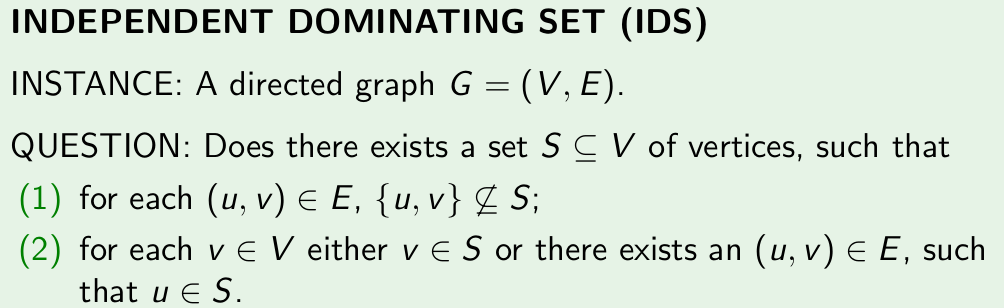 INDEPENDENT DOMINATING SET (IDS)
INSTANCE: A directed graph G = (V, E).
QUESTION: Does there exists a set S ⊆ V of vertices, such that
(1) for each (u, v) ∈ E, {u, v} ⊈ S;
(2) for each v ∈ V either v ∈ S or there exists an (u, v) ∈ E, such
that u ∈ S.